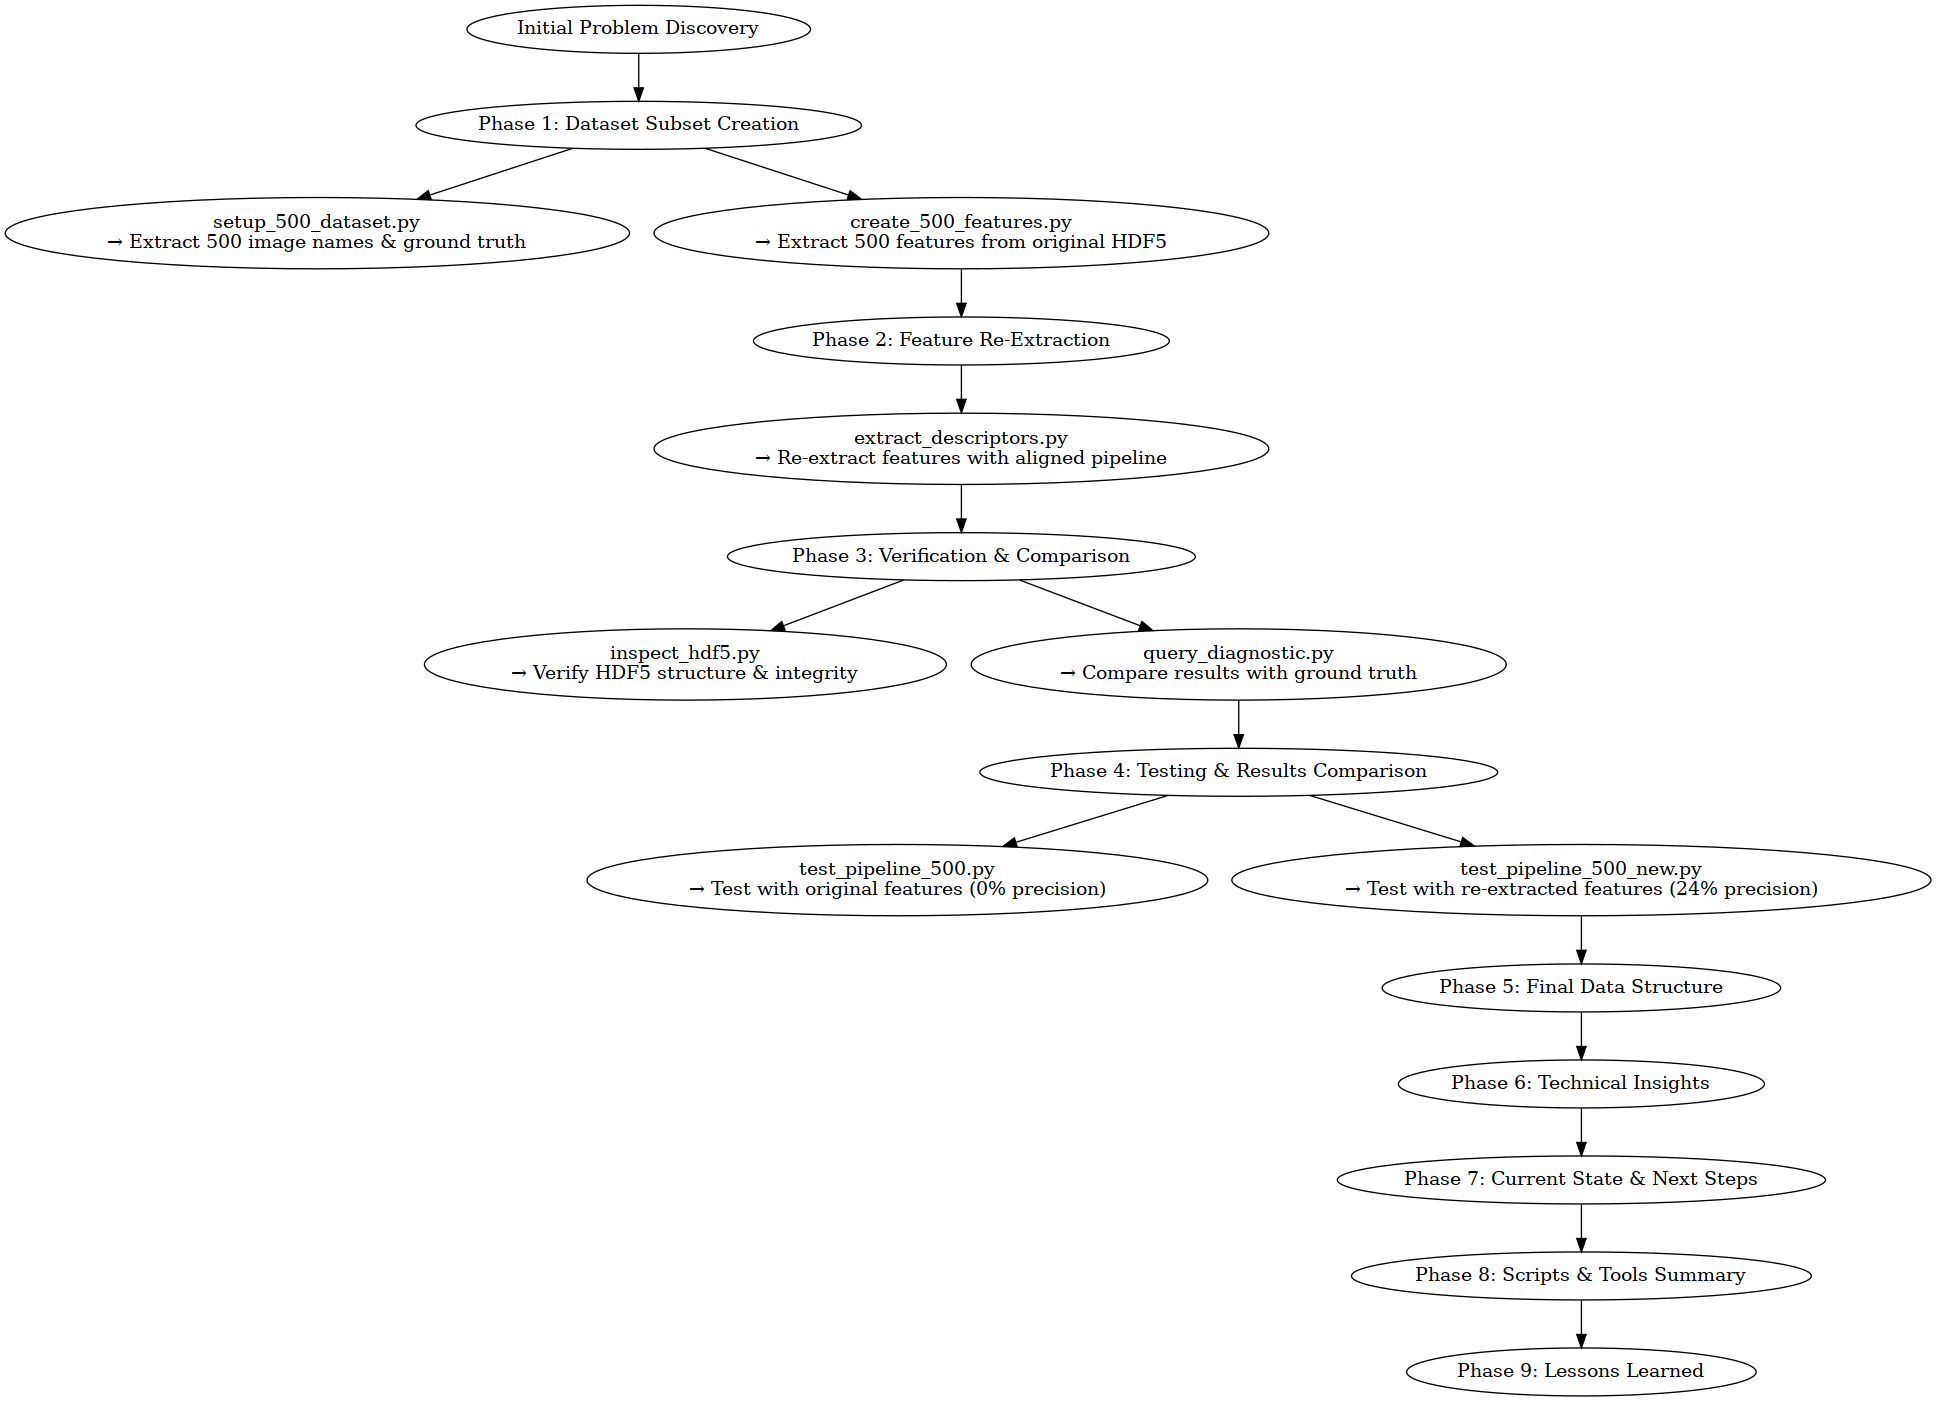 Initial Problem Discovery
Phase 1: Dataset Subset Creation
setup_500_dataset.py
→ Extract 500 image names & ground truth
create_500_features.py
→ Extract 500 features from original HDF5
Phase 2: Feature Re-Extraction
extract_descriptors.py
→ Re-extract features with aligned pipeline
Phase 3: Verification & Comparison
inspect_hdf5.py
→ Verify HDF5 structure & integrity
query_diagnostic.py
→ Compare results with ground truth
Phase 4: Testing & Results Comparison
test_pipeline_500.py
→ Test with original features (0% precision)
test_pipeline_500_new.py
→ Test with re-extracted features (24% precision)
Phase 5: Final Data Structure
Phase 6: Technical Insights
Phase 7: Current State & Next Steps
Phase 8: Scripts & Tools Summary
Phase 9: Lessons Learned